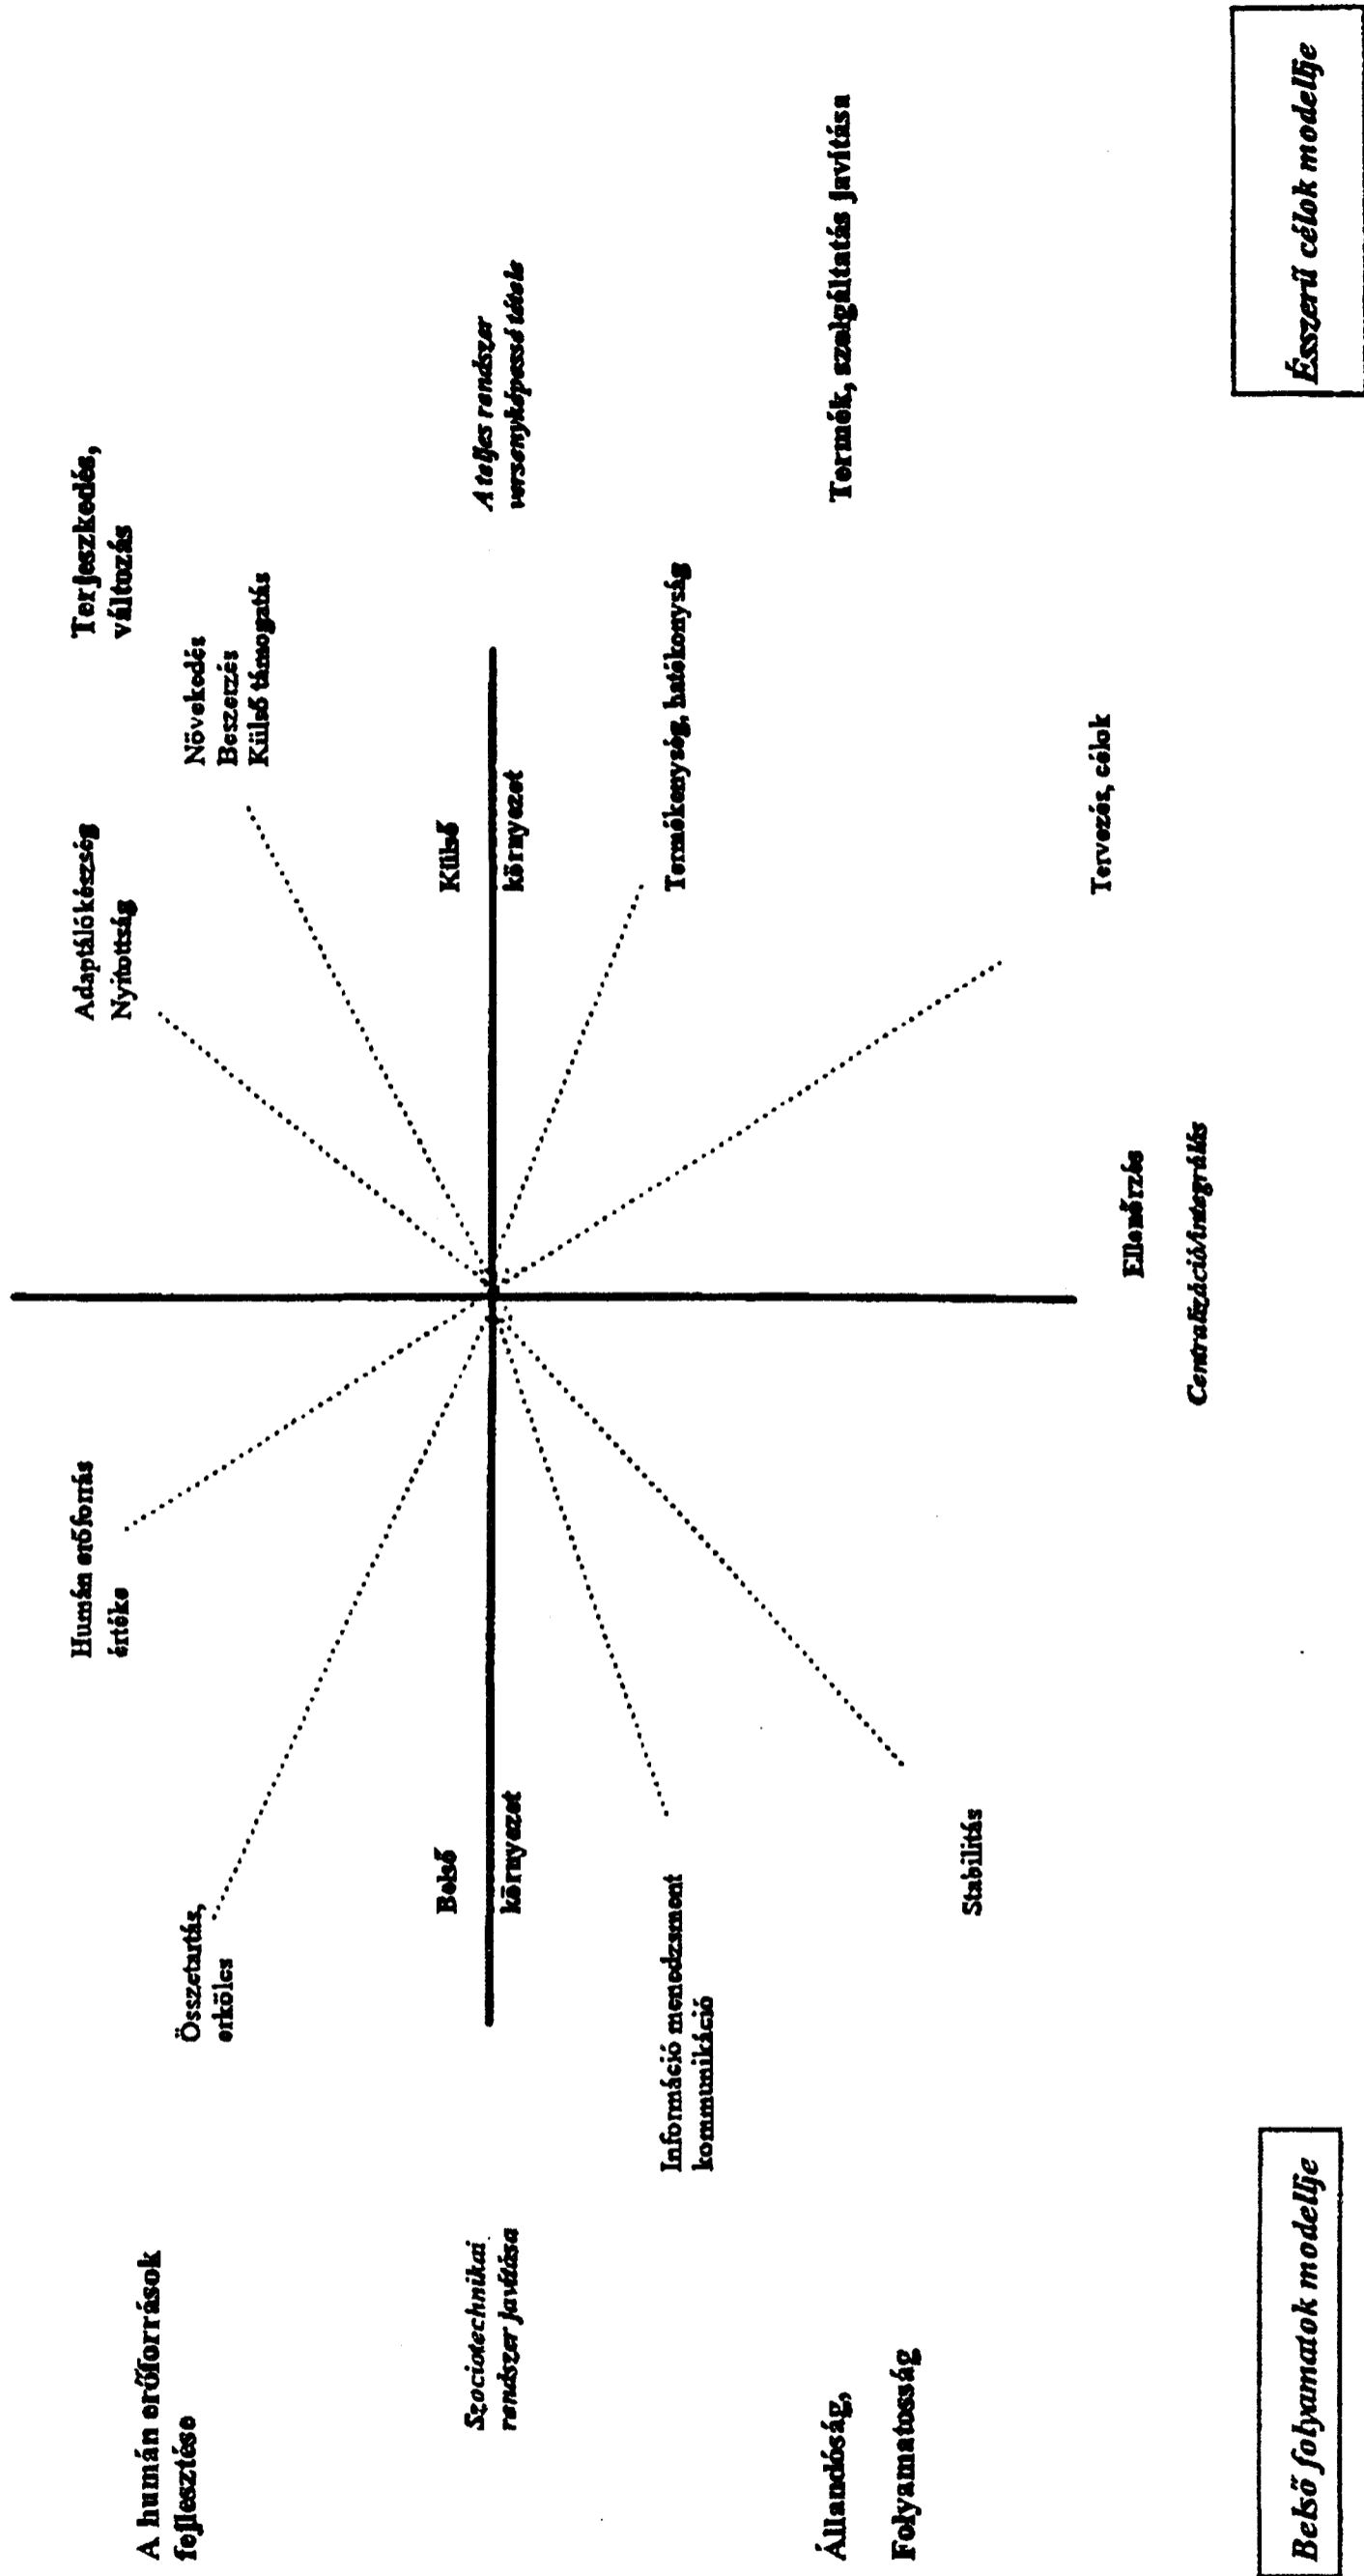 A humán erőforrások
fejlesztése
Humán erőforrás
értéke
Adaptálókészség
Nyitottság
Terjeszkedés,
változás
Összetartás,
erkölcs
Növekedés
Beszerzés
Külső támogatás
Szociotechnikai
rendszer javítása
Belső
környezet
Külső
környezet
A teljes rendszer
versenyképessé tétele
Információ menedzsment
kommunikáció
Termékenység, hatékonyság
Állandóság,
Folyamatosság
Termék, szolgáltatás javítása
Stabilitás
Tervezés, célok
Ellenőrzés
Centralizáció/integrálás
Belső folyamatok modellje
Ésszerű célok modellje